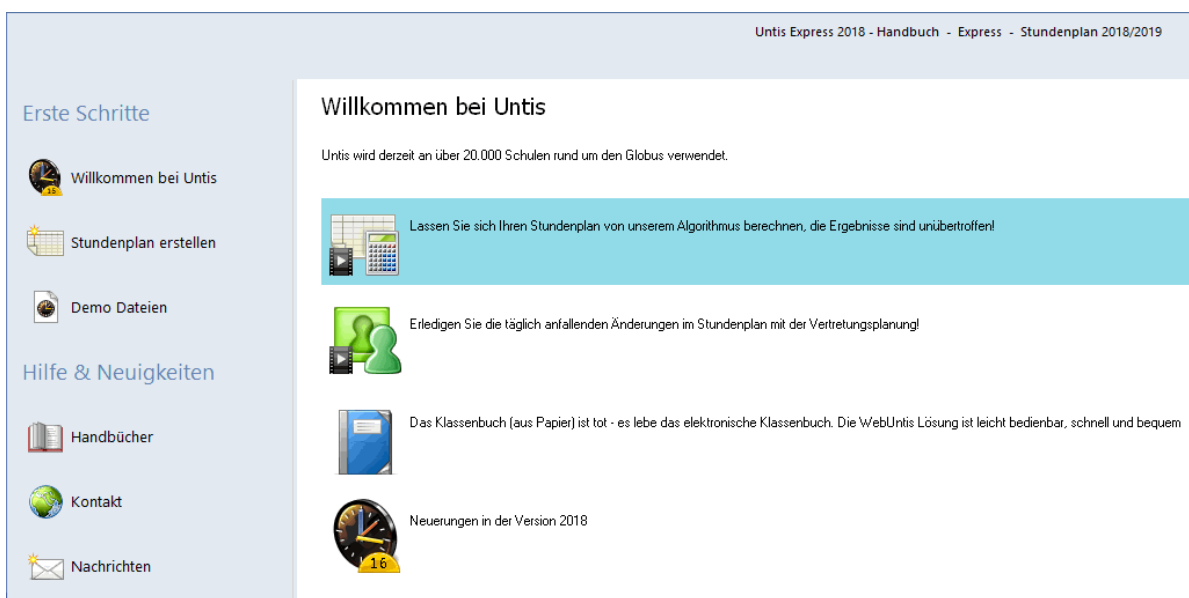 Untis Express 2018 - Handbuch - Express - Stundenplan 2018/2019
Erste Schritte
Willkommen bei Untis
Stundenplan erstellen
Demo Dateien
Hilfe & Neuigkeiten
Handbücher
Kontakt
Nachrichten
Willkommen bei Untis
Untis wird derzeit an über 20.000 Schulen rund um den Globus verwendet.
Lassen Sie sich Ihren Stundenplan von unserem Algorithmus berechnen, die Ergebnisse sind unübertroffen!
Erledigen Sie die täglich anfallenden Änderungen im Stundenplan mit der Vertretungsplanung!
Das Klassenbuch (aus Papier) ist tot - es lebe das elektronische Klassenbuch. Die WebUntis Lösung ist leicht bedienbar, schnell und bequem
16
Neuerungen in der Version 2018
16